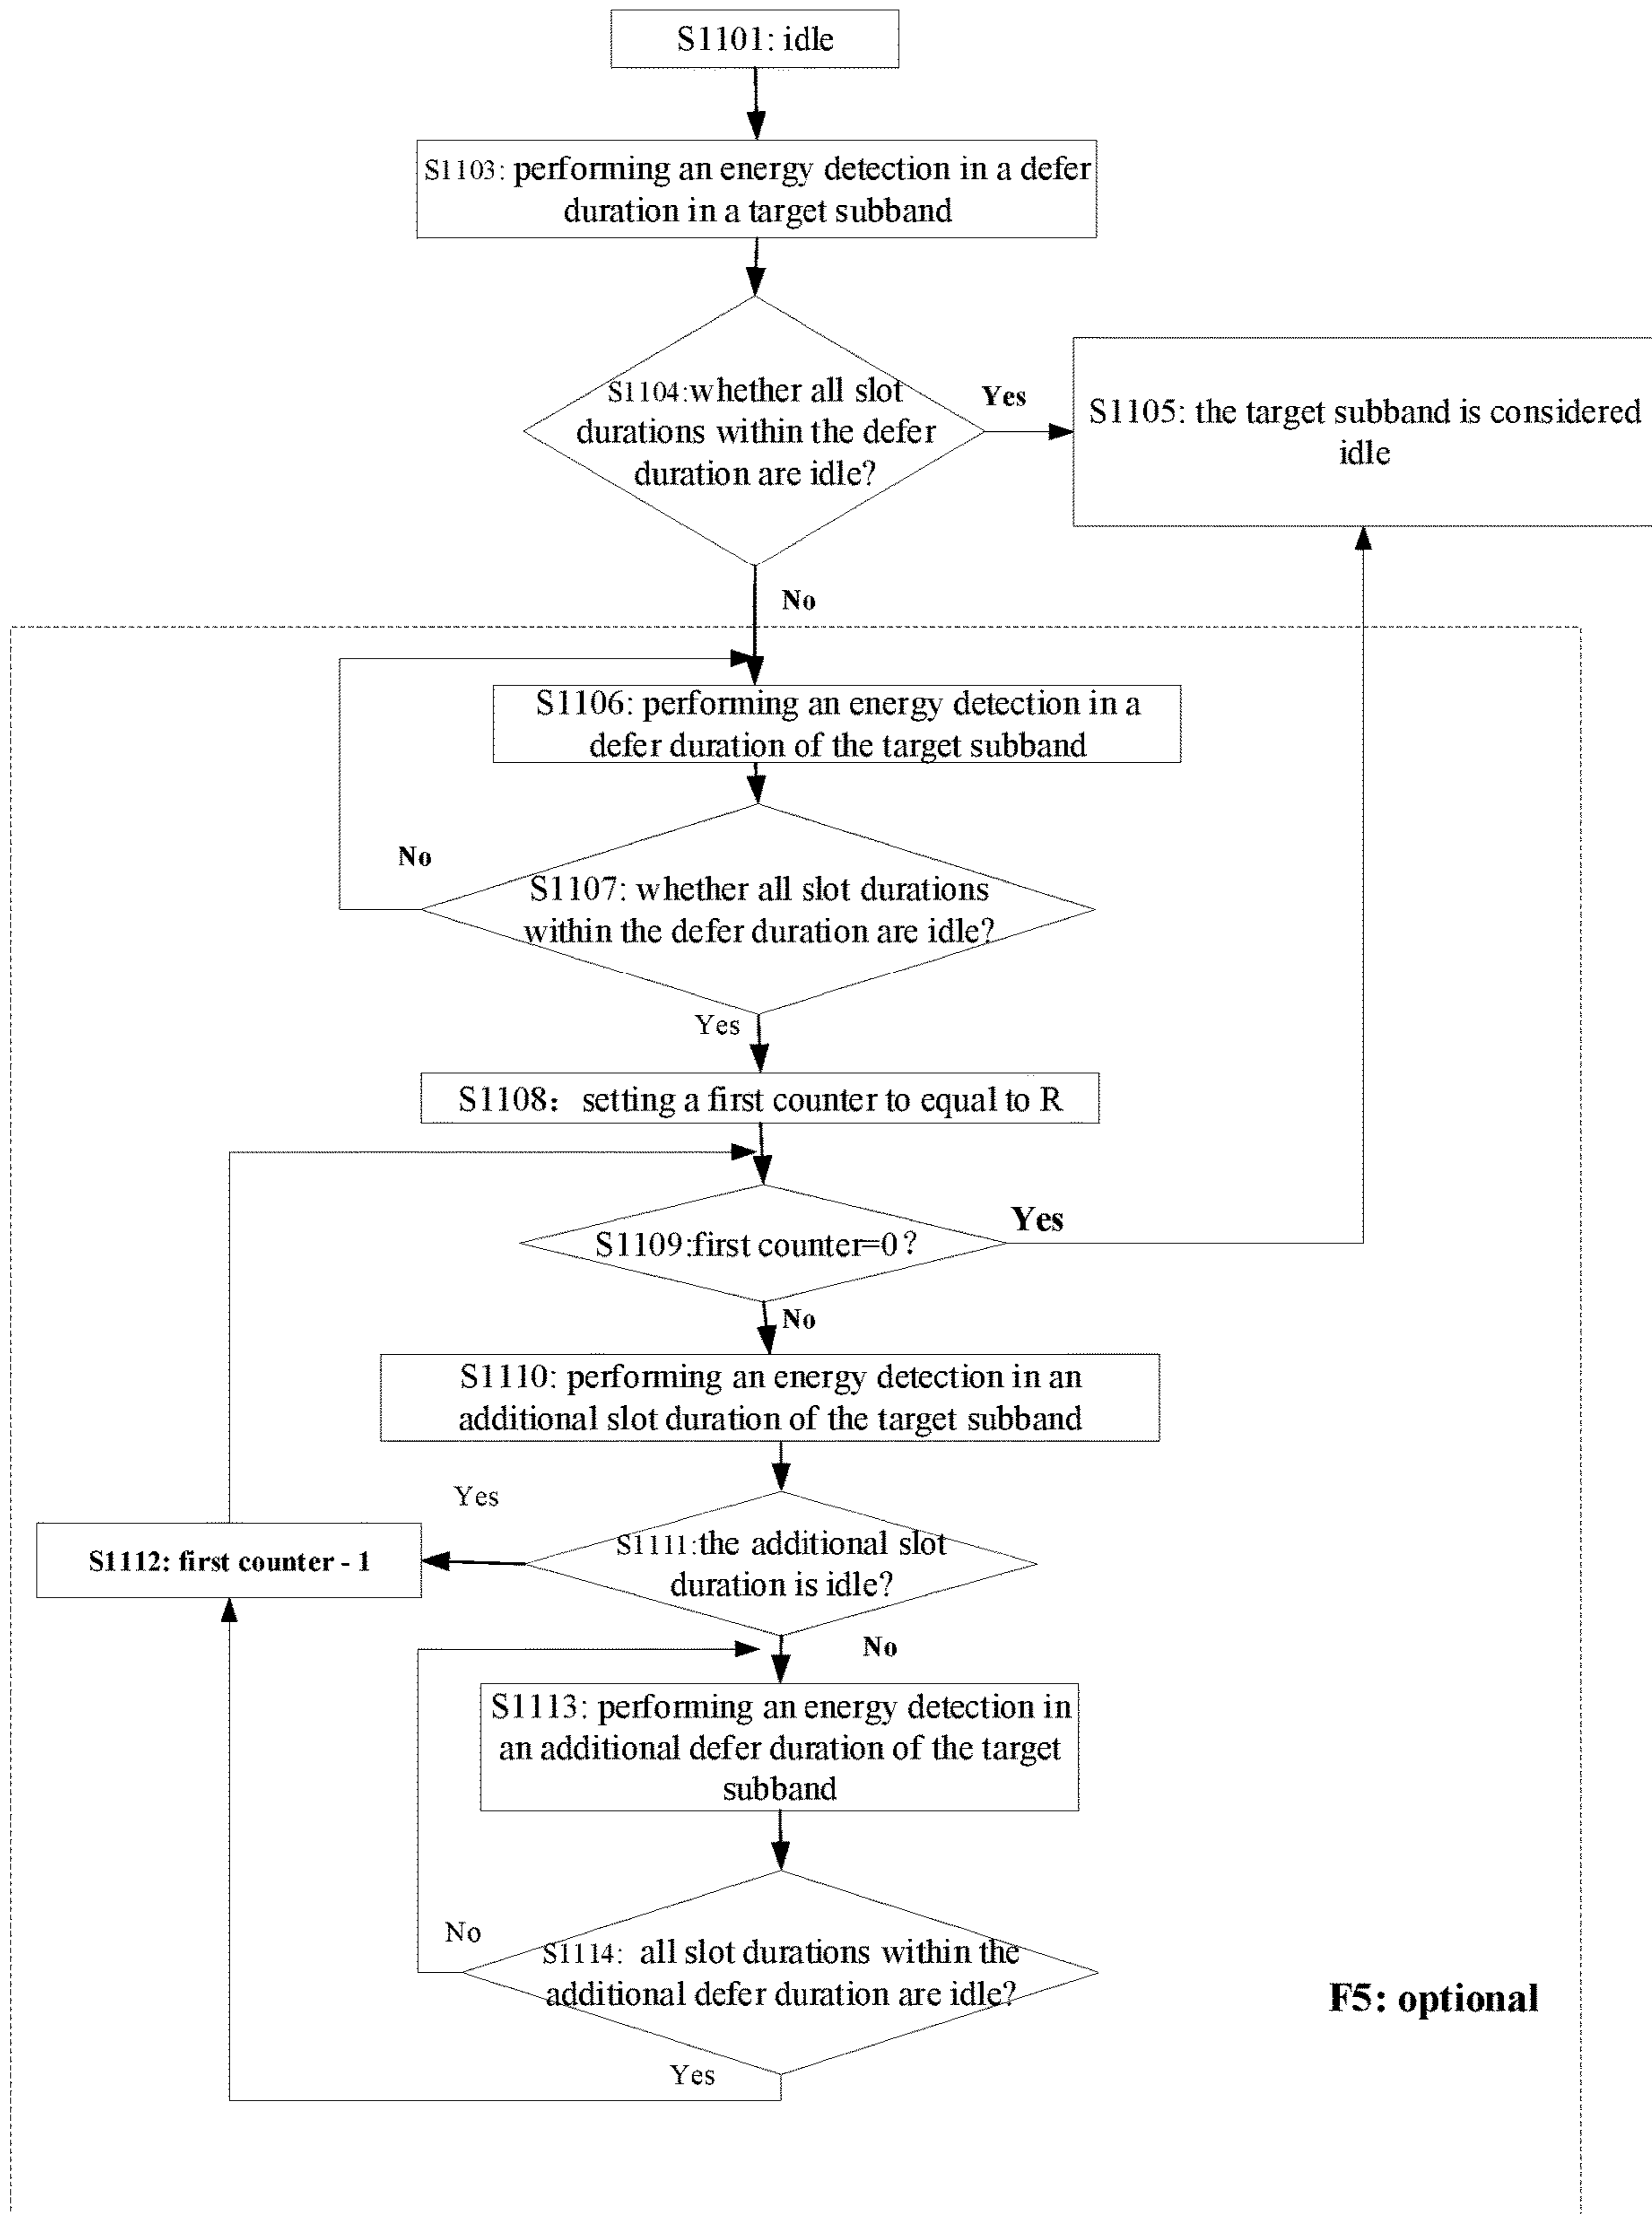 S1101: idle
S1103: performing an energy detection in a defer
duration in a target subband
S1104:whether all slot
durations within the defer
duration are idle?
Yes
S1105: the target subband is considered
idle
No
S1106: performing an energy detection in a
defer duration of the target subband
No
S1107: whether all slot durations
within the defer duration are idle?
Yes
S1108: setting a first counter to equal to R
S1109:first counter=0?
Yes
No
S1110: performing an energy detection in an
additional slot duration of the target subband
Yes
S1111:the additional slot
duration is idle?
S1112: first counter - 1
No
S1113: performing an energy detection in
an additional defer duration of the target
subband
No
S1114: all slot durations within the
additional defer duration are idle?
F5: optional
Yes